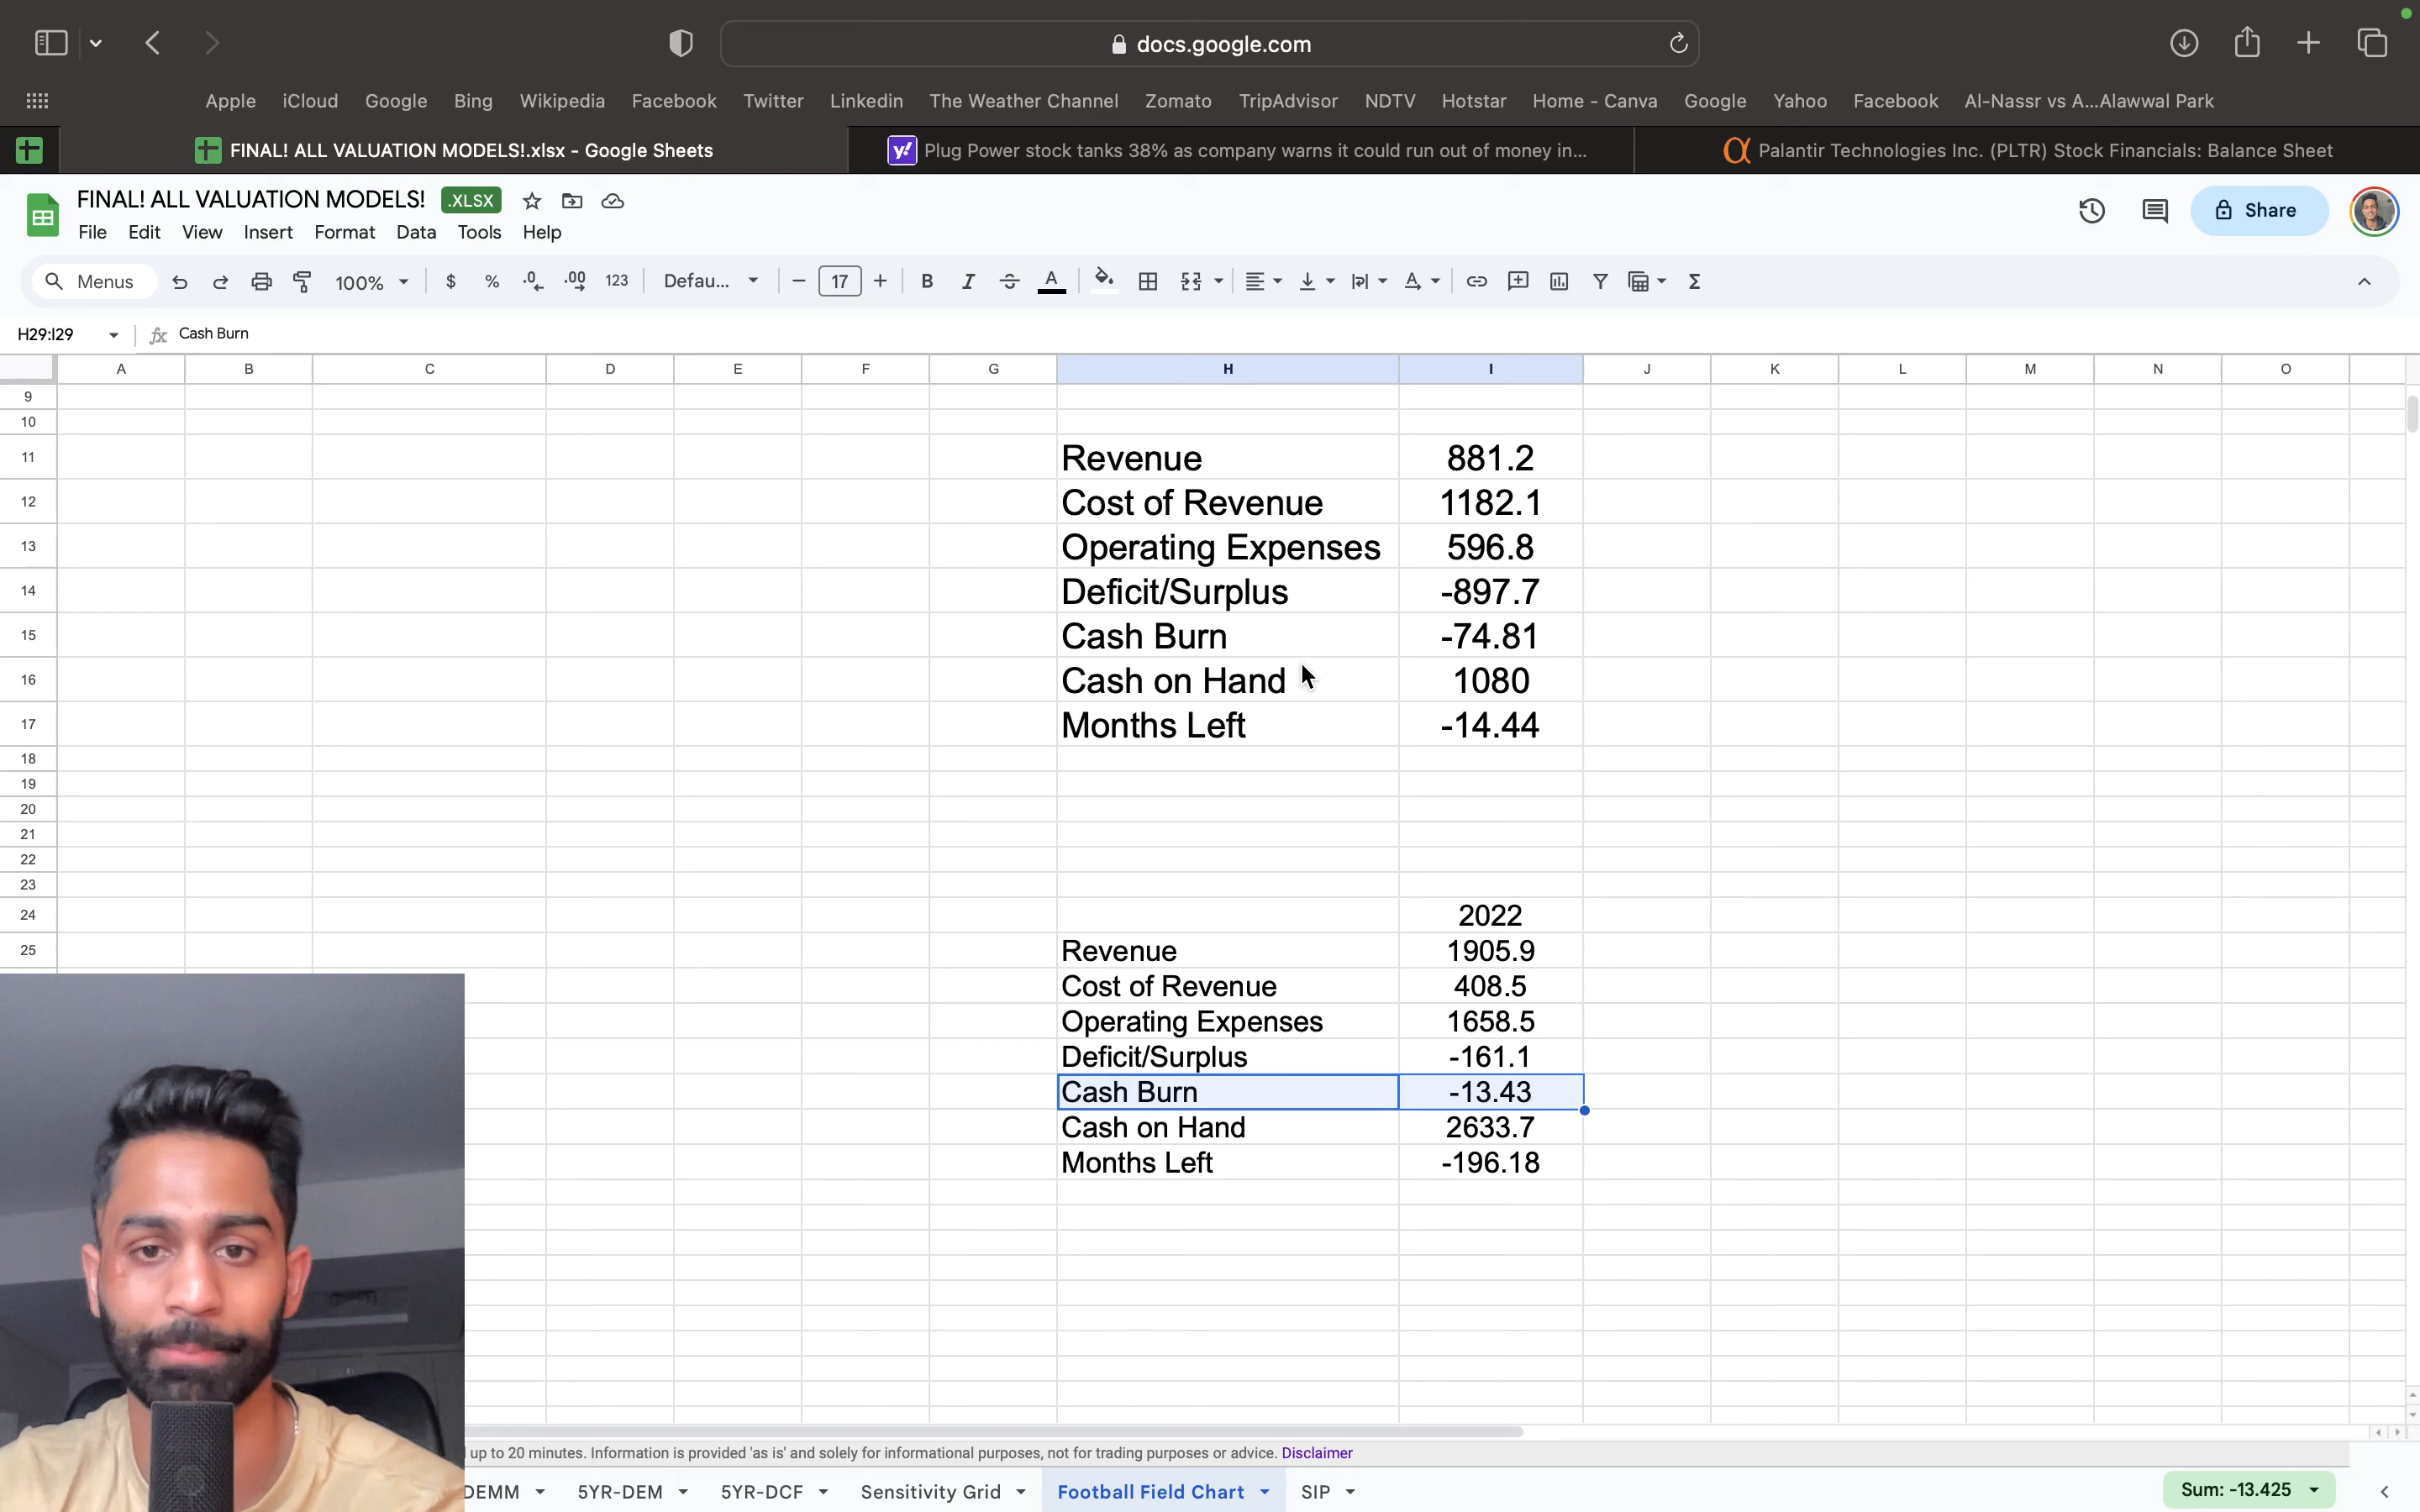 docs.google.com
Apple iCloud Google Bing Wikipedia Facebook Twitter Linkedin The Weather Channel Zomato TripAdvisor NDTV Hotstar Home - Canva Google Yahoo Facebook Al-Nassr vs A...Alawwal Park
FINAL! ALL VALUATION MODELS!.xlsx - Google Sheets
Plug Power stock tanks 38% as company warns it could run out of money in...
Palantir Technologies Inc. (PLTR) Stock Financials: Balance Sheet
FINAL! ALL VALUATION MODELS! .XLSX
Share
File Edit View Insert Format Data Tools Help
Menus 100% $ % .0 .00 123 Defau... 17 B I S A
H29:I29 fx Cash Burn
A B C D E F G H I J K L M N O
9
10
11 Revenue 881.2
12 Cost of Revenue 1182.1
13 Operating Expenses 596.8
14 Deficit/Surplus -897.7
15 Cash Burn -74.81
16 Cash on Hand 1080
17 Months Left -14.44
18
19
20
21
22
23
24 2022
25 Revenue 1905.9
Cost of Revenue 408.5
Operating Expenses 1658.5
Deficit/Surplus -161.1
Cash Burn -13.43
Cash on Hand 2633.7
Months Left -196.18
up to 20 minutes. Information is provided 'as is' and solely for informational purposes, not for trading purposes or advice. Disclaimer
DEMM 5YR-DEM 5YR-DCF Sensitivity Grid Football Field Chart SIP Sum: -13.425